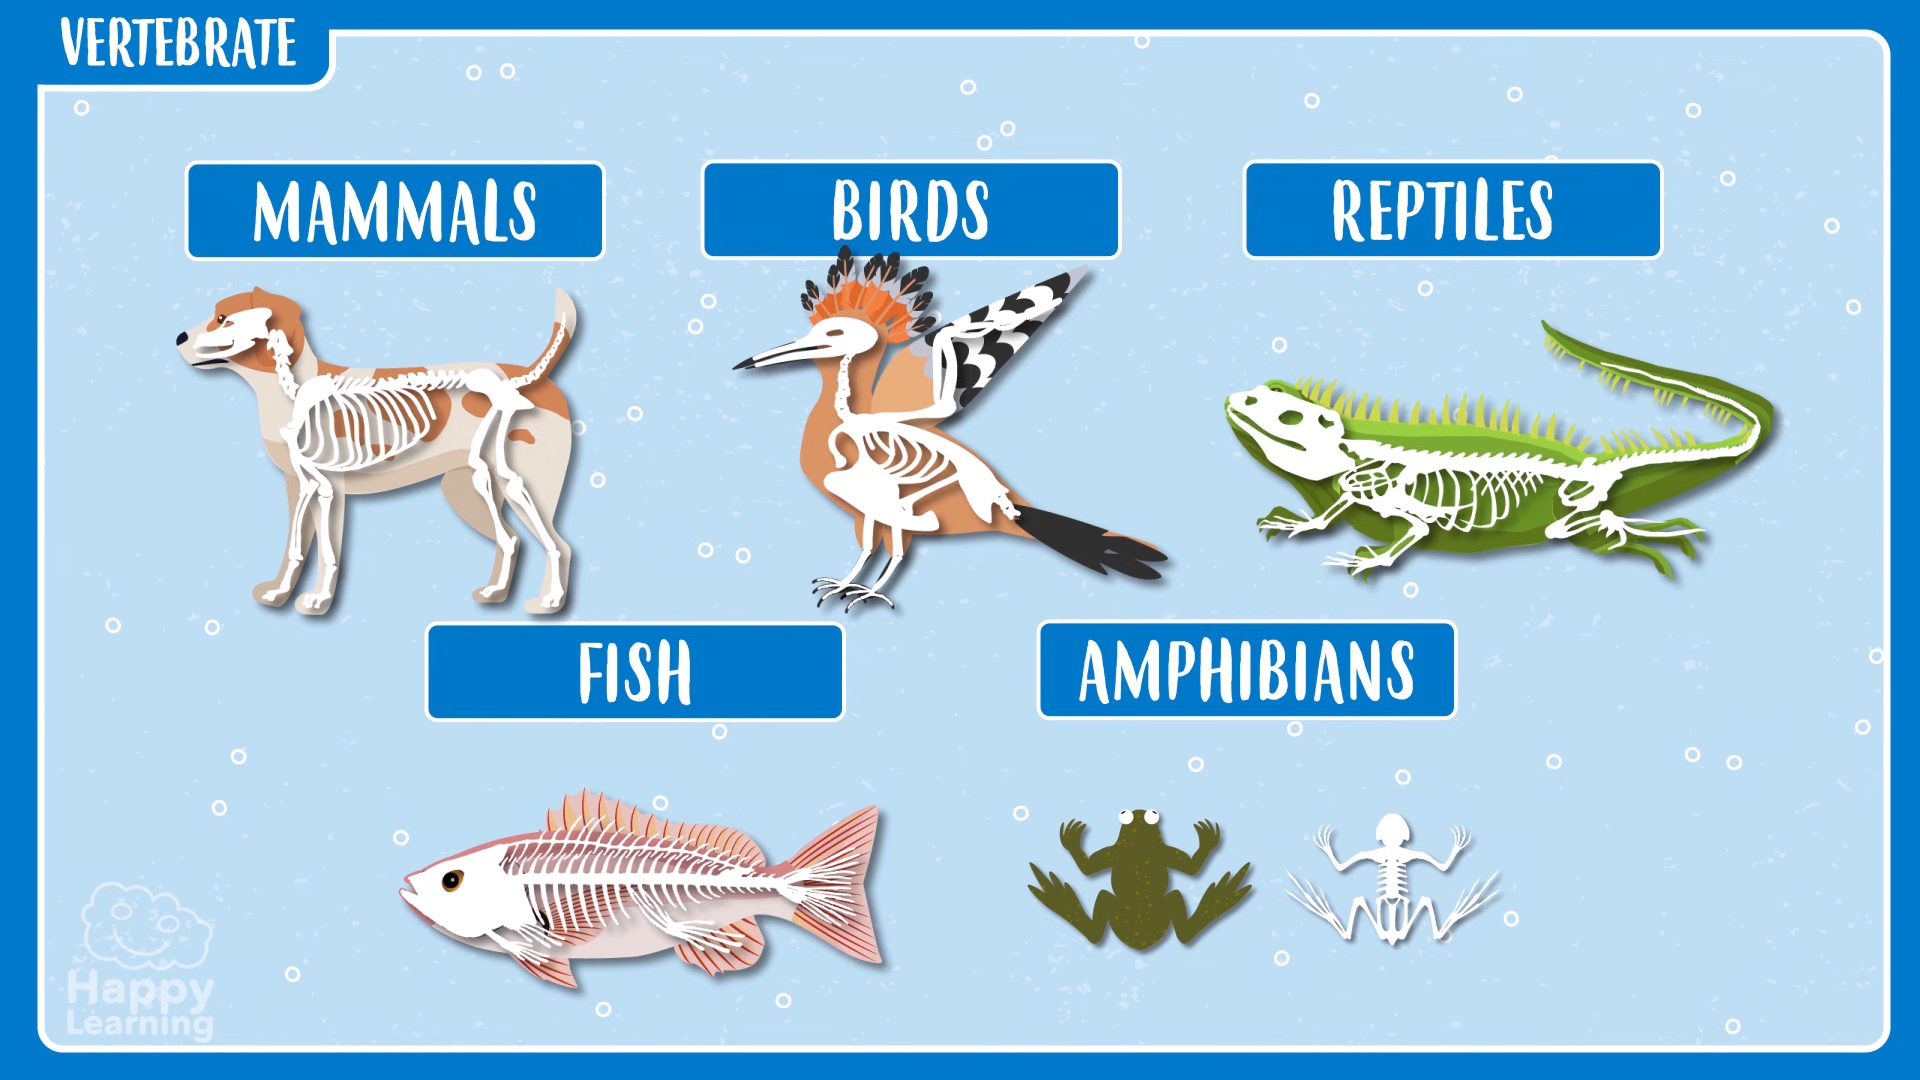 VERTEBRATE
MAMMALS
BIRDS
REPTILES
FISH
AMPHIBIANS
Happy
Learning